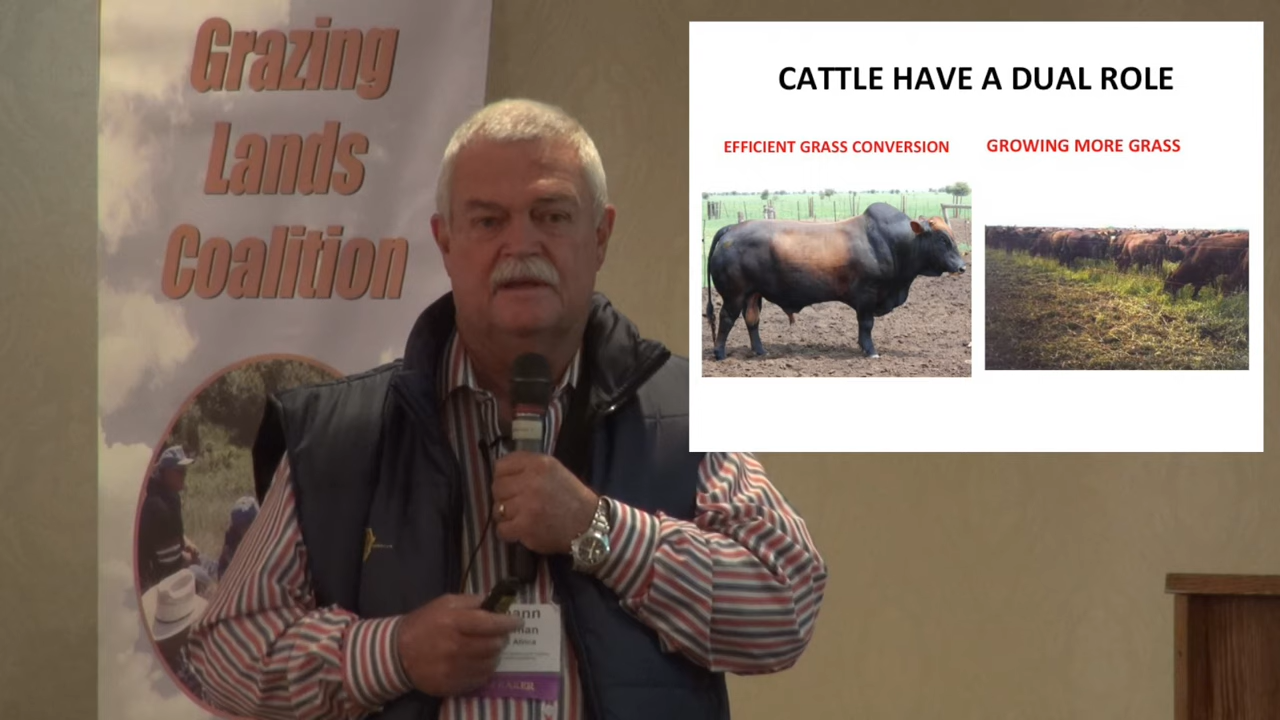 Grazing
Lands
Coalition
CATTLE HAVE A DUAL ROLE
EFFICIENT GRASS CONVERSION
GROWING MORE GRASS